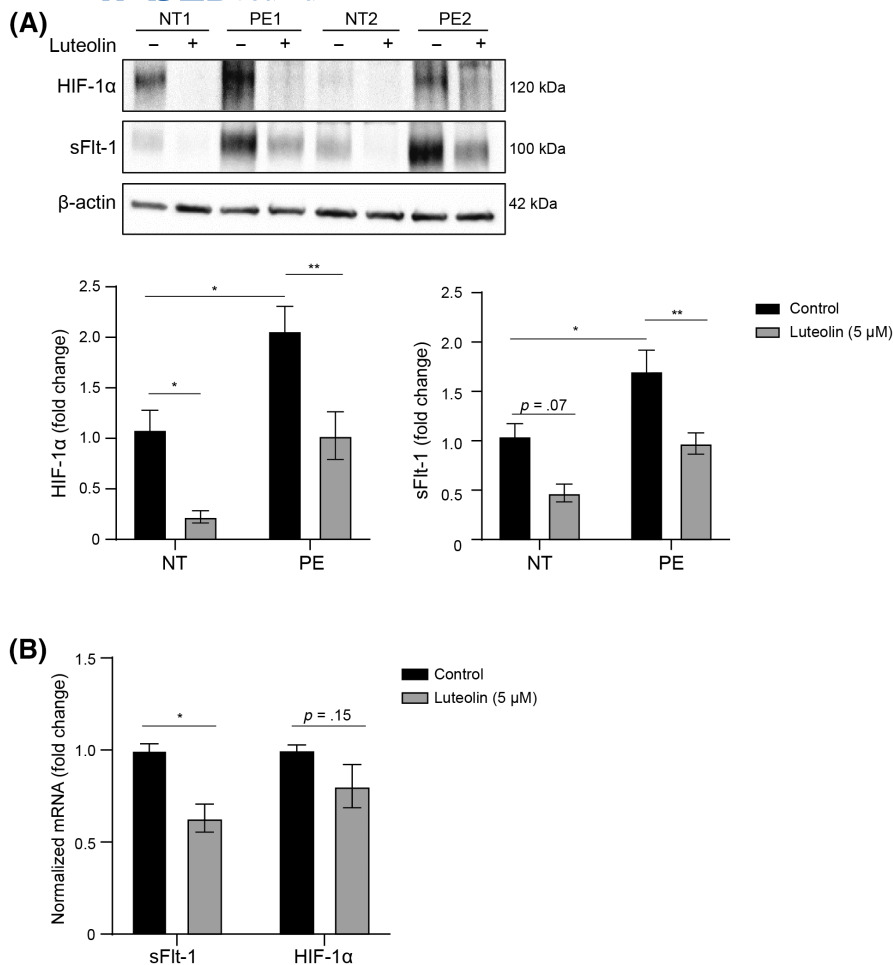 (A)
NT1 PE1 NT2 PE2
Luteolin – + – + – + – +
HIF-1α 120 kDa
sFlt-1 100 kDa
β-actin 42 kDa
HIF-1α (fold change)
2.5
2.0
1.5
1.0
0.5
0
* ** *
NT PE
sFlt-1 (fold change)
2.5
2.0
1.5
1.0
0.5
0
* **
p = .07
NT PE
Control
Luteolin (5 μM)
(B)
Normalized mRNA (fold change)
1.5
1.0
0.5
0
*
p = .15
sFlt-1 HIF-1α
Control
Luteolin (5 μM)